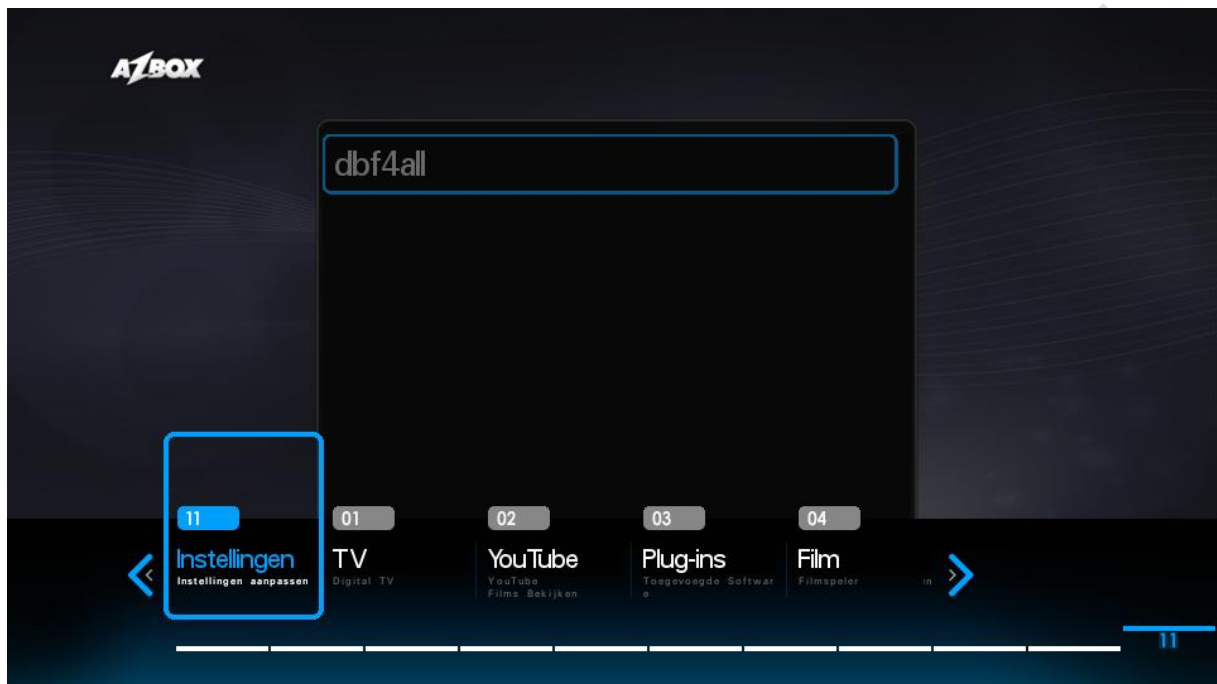 AZBOX
dbf4all
11
Instellingen
Instellingen aanpassen
01
TV
Digital TV
02
YouTube
YouTube
Films Bekijken
03
Plug-ins
Toegevoegde Softwar
e
04
Film
Filmspeler
en
11